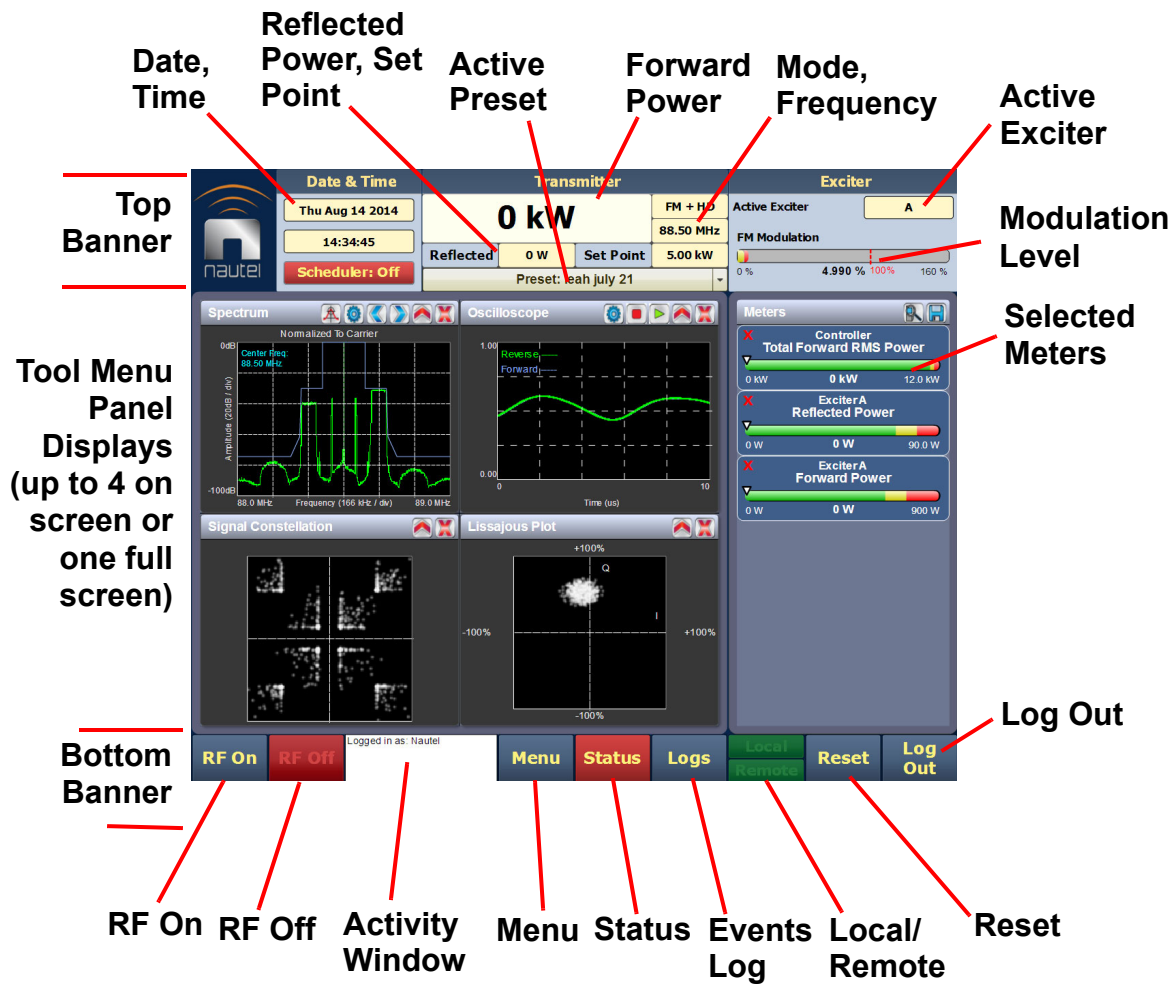 Reflected
Power, Set
Point
Date,
Time
Active
Preset
Forward
Power
Mode,
Frequency
Active
Exciter
Top
Banner
Modulation
Level
Selected
Meters
Tool Menu
Panel
Displays
(up to 4 on
screen or
one full
screen)
Bottom
Banner
Log Out
nautel
Date & Time
Thu Aug 14 2014
14:34:45
Scheduler: Off
Transmitter
0 kW
FM + HD
88.50 MHz
Reflected
0 W
Set Point
5.00 kW
Preset: leah july 21
Exciter
Active Exciter
A
FM Modulation
0 %
4.990 %
100%
160 %
Spectrum
Normalized To Carrier
0dB
Center Freq:
88.50 MHz
Amplitude (20dB / div)
-100dB
88.0 MHz
Frequency (166 kHz / div)
89.0 MHz
Oscilloscope
1.00
Reverse
Forward
0.00
0
10
Time (us)
Signal Constellation
Lissajous Plot
+100%
Q
I
-100%
+100%
-100%
Meters
X
Controller
Total Forward RMS Power
0 kW
0 kW
12.0 kW
X
Exciter A
Reflected Power
0 W
0 W
90.0 W
X
Exciter A
Forward Power
0 W
0 W
900 W
RF On
RF Off
Logged in as: Nautel
Menu
Status
Logs
Local
Remote
Reset
Log
Out
RF On
RF Off
Activity
Window
Menu
Status
Events
Log
Local/
Remote
Reset